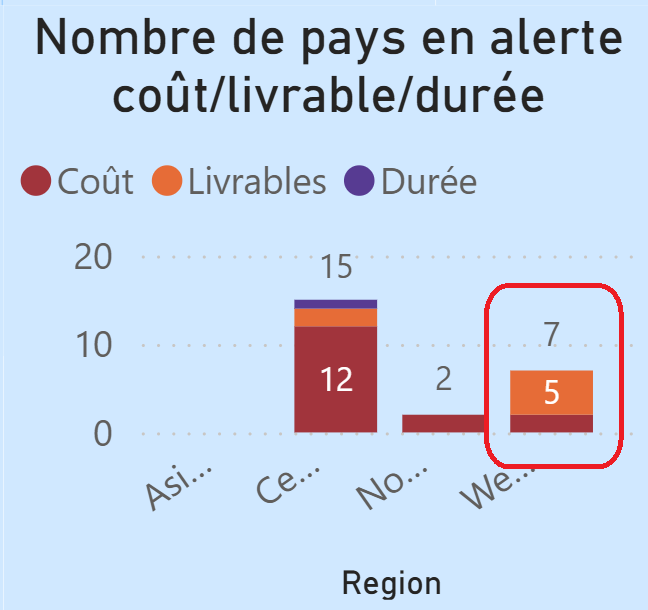 Nombre de pays en alerte
coût/livrable/durée
Coût Livrables Durée
20
15
10
12
2
7
5
0
Asi... Ce... No... We...
Region